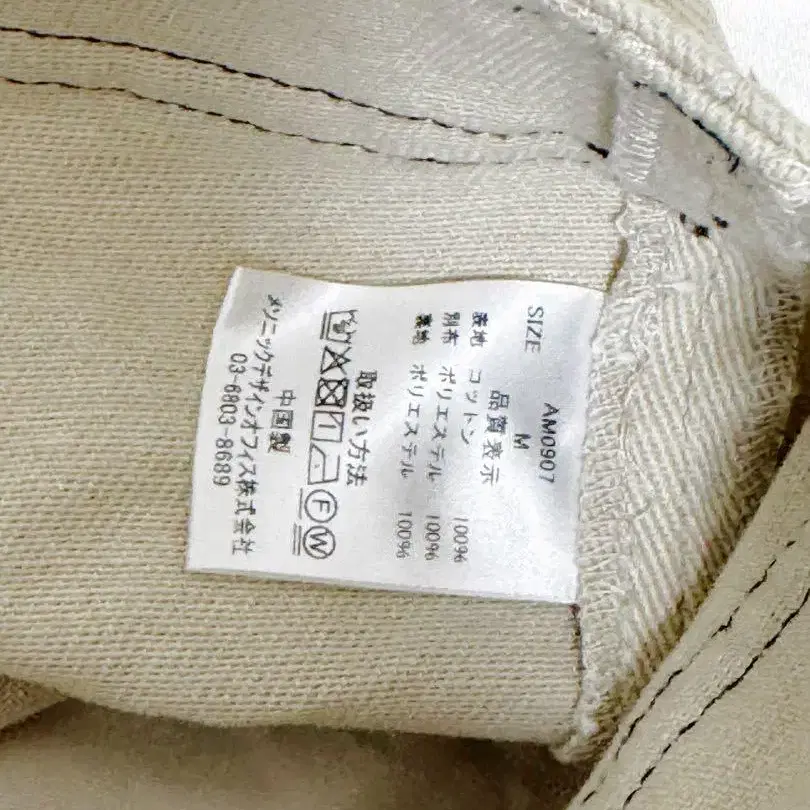 AM0907
SIZE M
品質表示
表地 コットン 100%
別布 ポリエステル 100%
裏地 ポリエステル 100%
取扱い方法
F W
中国製
メソニックデザインオフィス株式会社
03-6803-8689